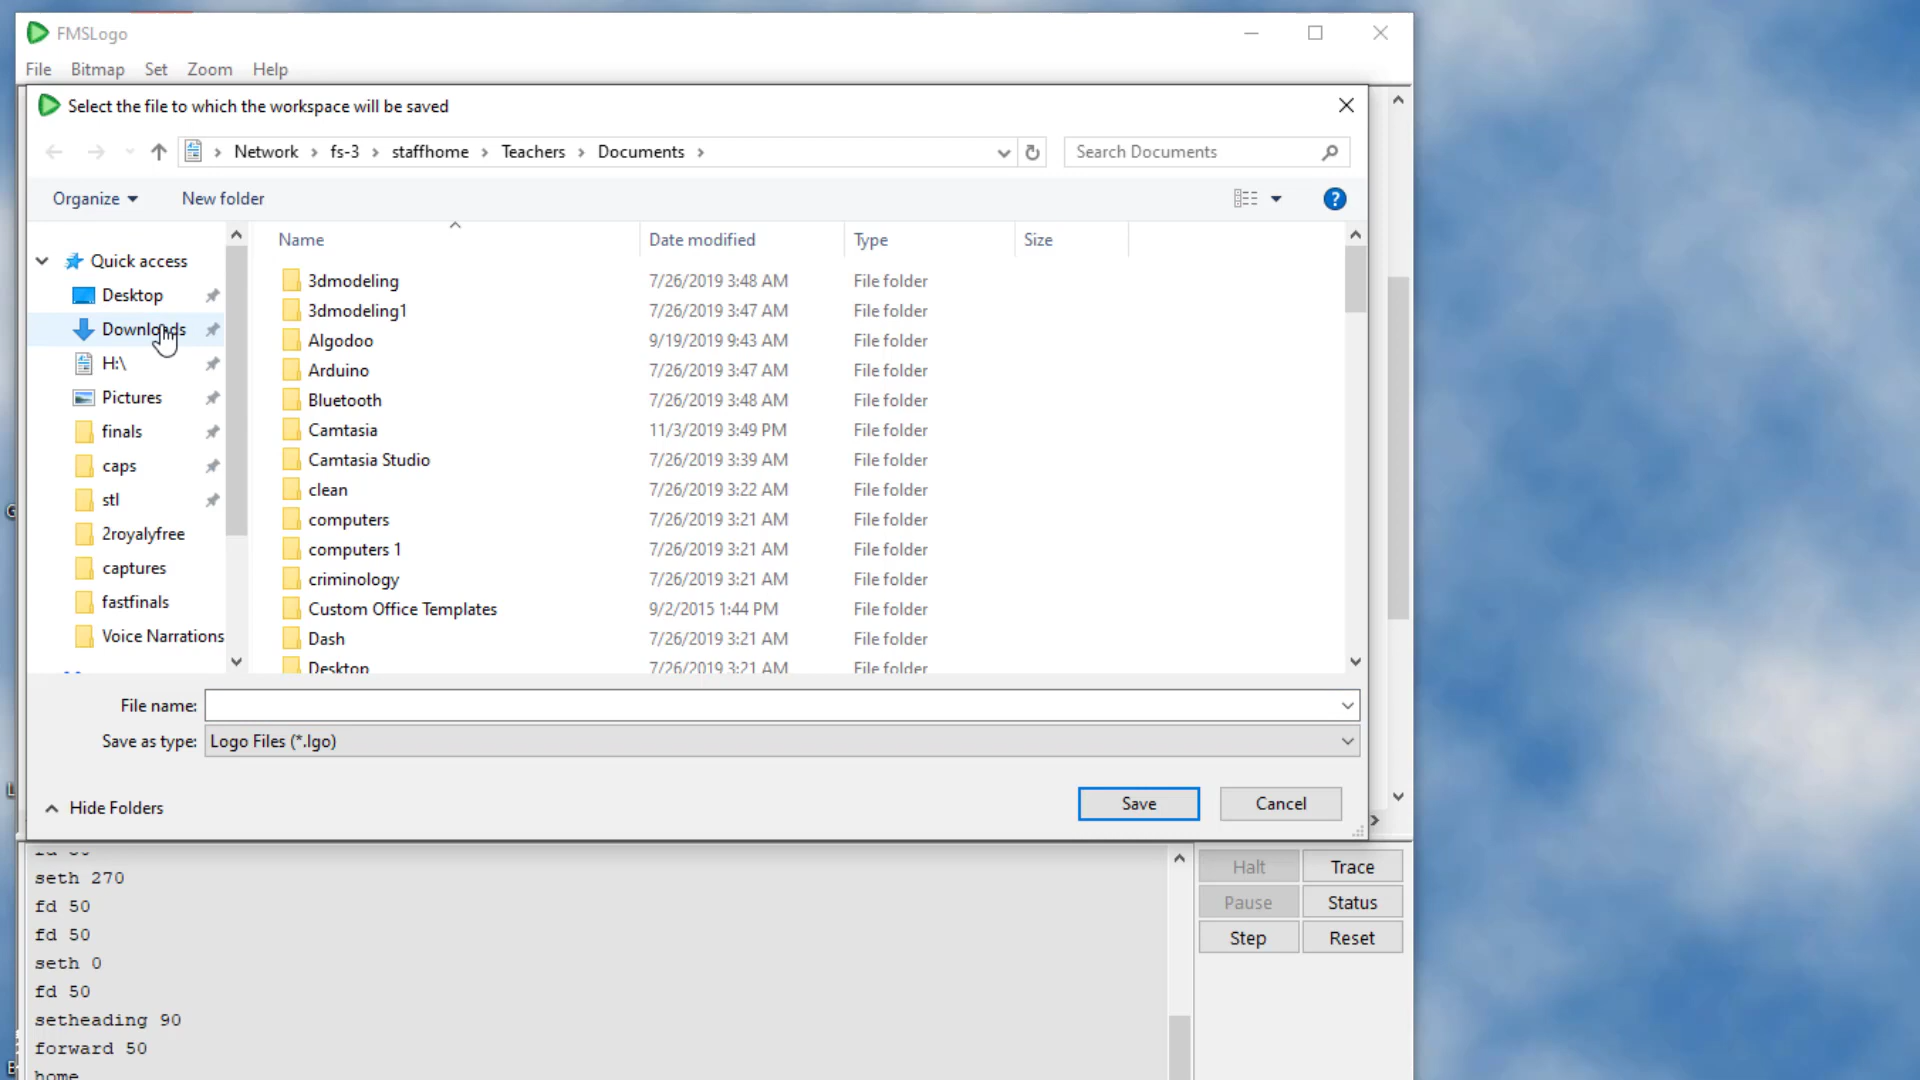 FMSLogo
File Bitmap Set Zoom Help
Select the file to which the workspace will be saved
Network > fs-3 > staffhome > Teachers > Documents >
Search Documents
Organize New folder
Quick access
Desktop
Downloads
H:\
Pictures
finals
caps
stl
2royalyfree
captures
fastfinals
Voice Narrations
Name Date modified Type Size
3dmodeling 7/26/2019 3:48 AM File folder
3dmodeling1 7/26/2019 3:47 AM File folder
Algodoo 9/19/2019 9:43 AM File folder
Arduino 7/26/2019 3:47 AM File folder
Bluetooth 7/26/2019 3:48 AM File folder
Camtasia 11/3/2019 3:49 PM File folder
Camtasia Studio 7/26/2019 3:39 AM File folder
clean 7/26/2019 3:22 AM File folder
computers 7/26/2019 3:21 AM File folder
computers 1 7/26/2019 3:21 AM File folder
criminology 7/26/2019 3:21 AM File folder
Custom Office Templates 9/2/2015 1:44 PM File folder
Dash 7/26/2019 3:21 AM File folder
Desktop 7/26/2019 3:21 AM File folder
File name:
Save as type: Logo Files (*.lgo)
Hide Folders
Save Cancel
seth 270
fd 50
fd 50
seth 0
fd 50
setheading 90
forward 50
home
Halt Trace
Pause Status
Step Reset